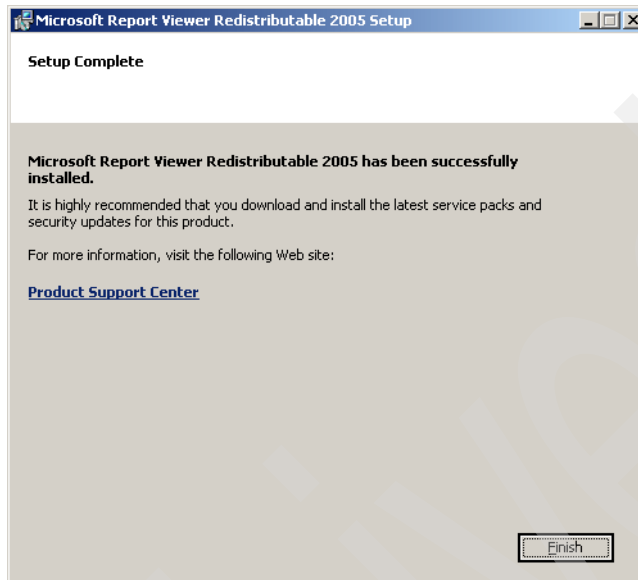 Microsoft Report Viewer Redistributable 2005 Setup
Setup Complete
Microsoft Report Viewer Redistributable 2005 has been successfully
installed.
It is highly recommended that you download and install the latest service packs and
security updates for this product.
For more information, visit the following Web site:
Product Support Center
Finish